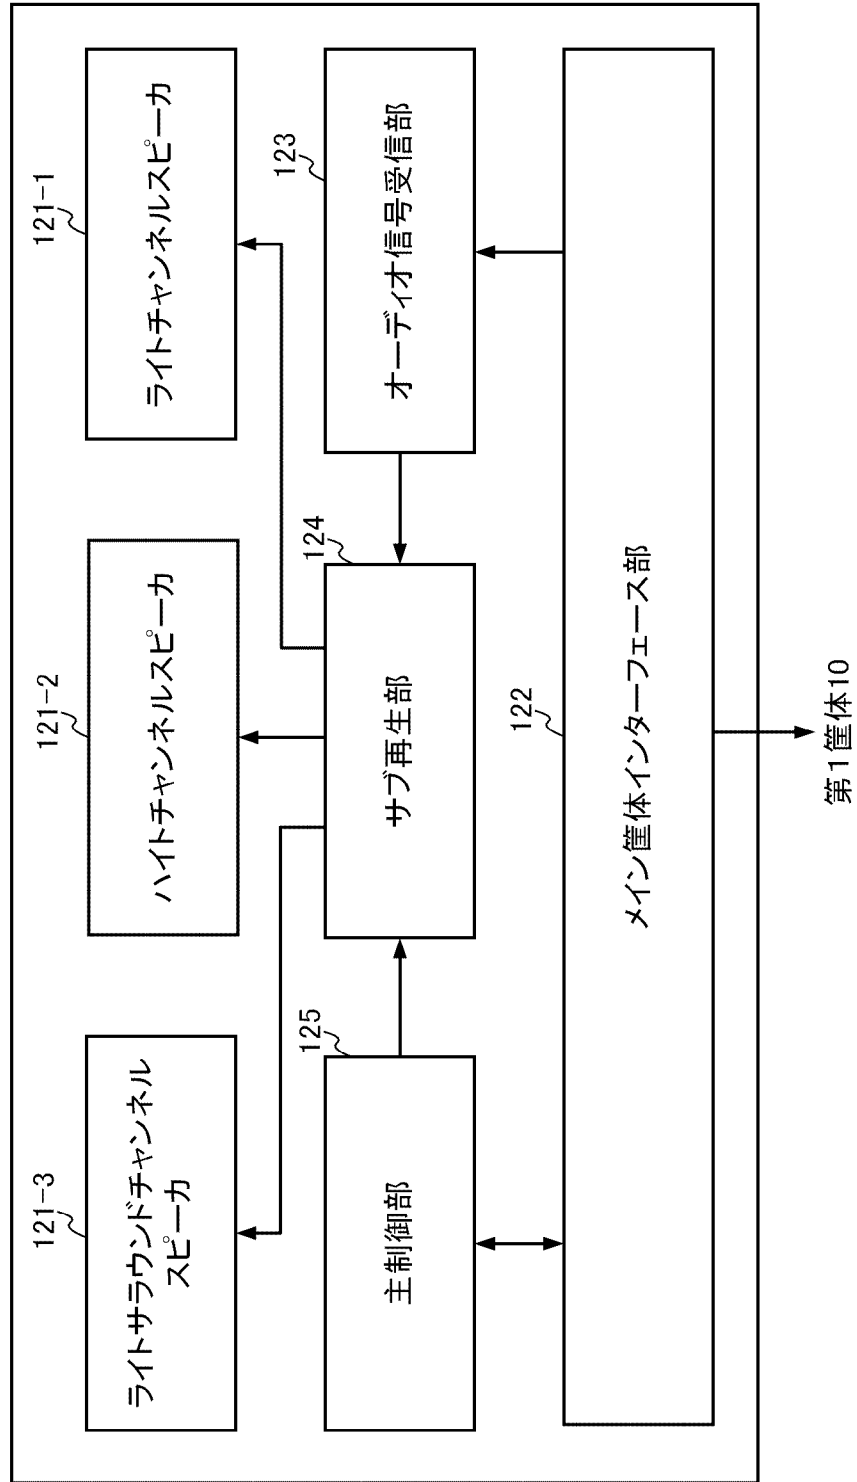 121-3
ライトサラウンドチャンネル
スピーカ
121-2
ハイトチャンネルスピーカ
121-1
ライトチャンネルスピーカ
125
主制御部
124
サブ再生部
123
オーディオ信号受信部
122
メイン筐体インターフェース部
第1筐体10